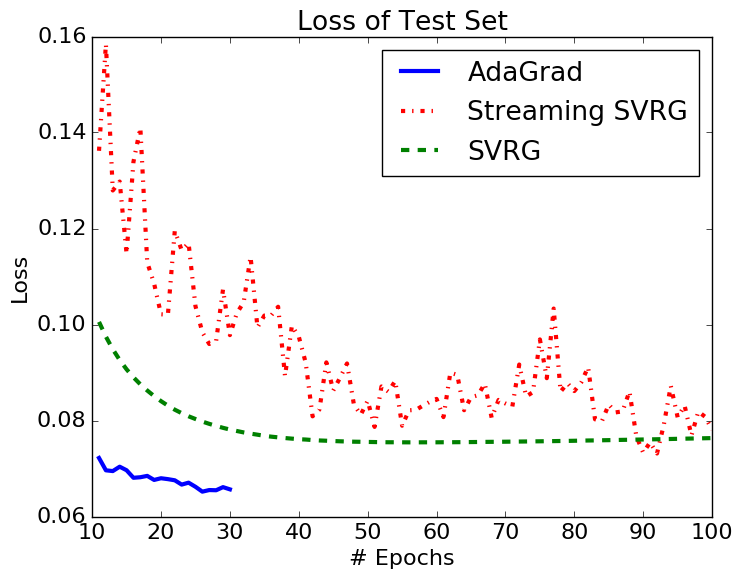 Loss of Test Set
0.16
0.14
0.12
0.10
0.08
0.06
Loss
AdaGrad
Streaming SVRG
SVRG
10 20 30 40 50 60 70 80 90 100
# Epochs